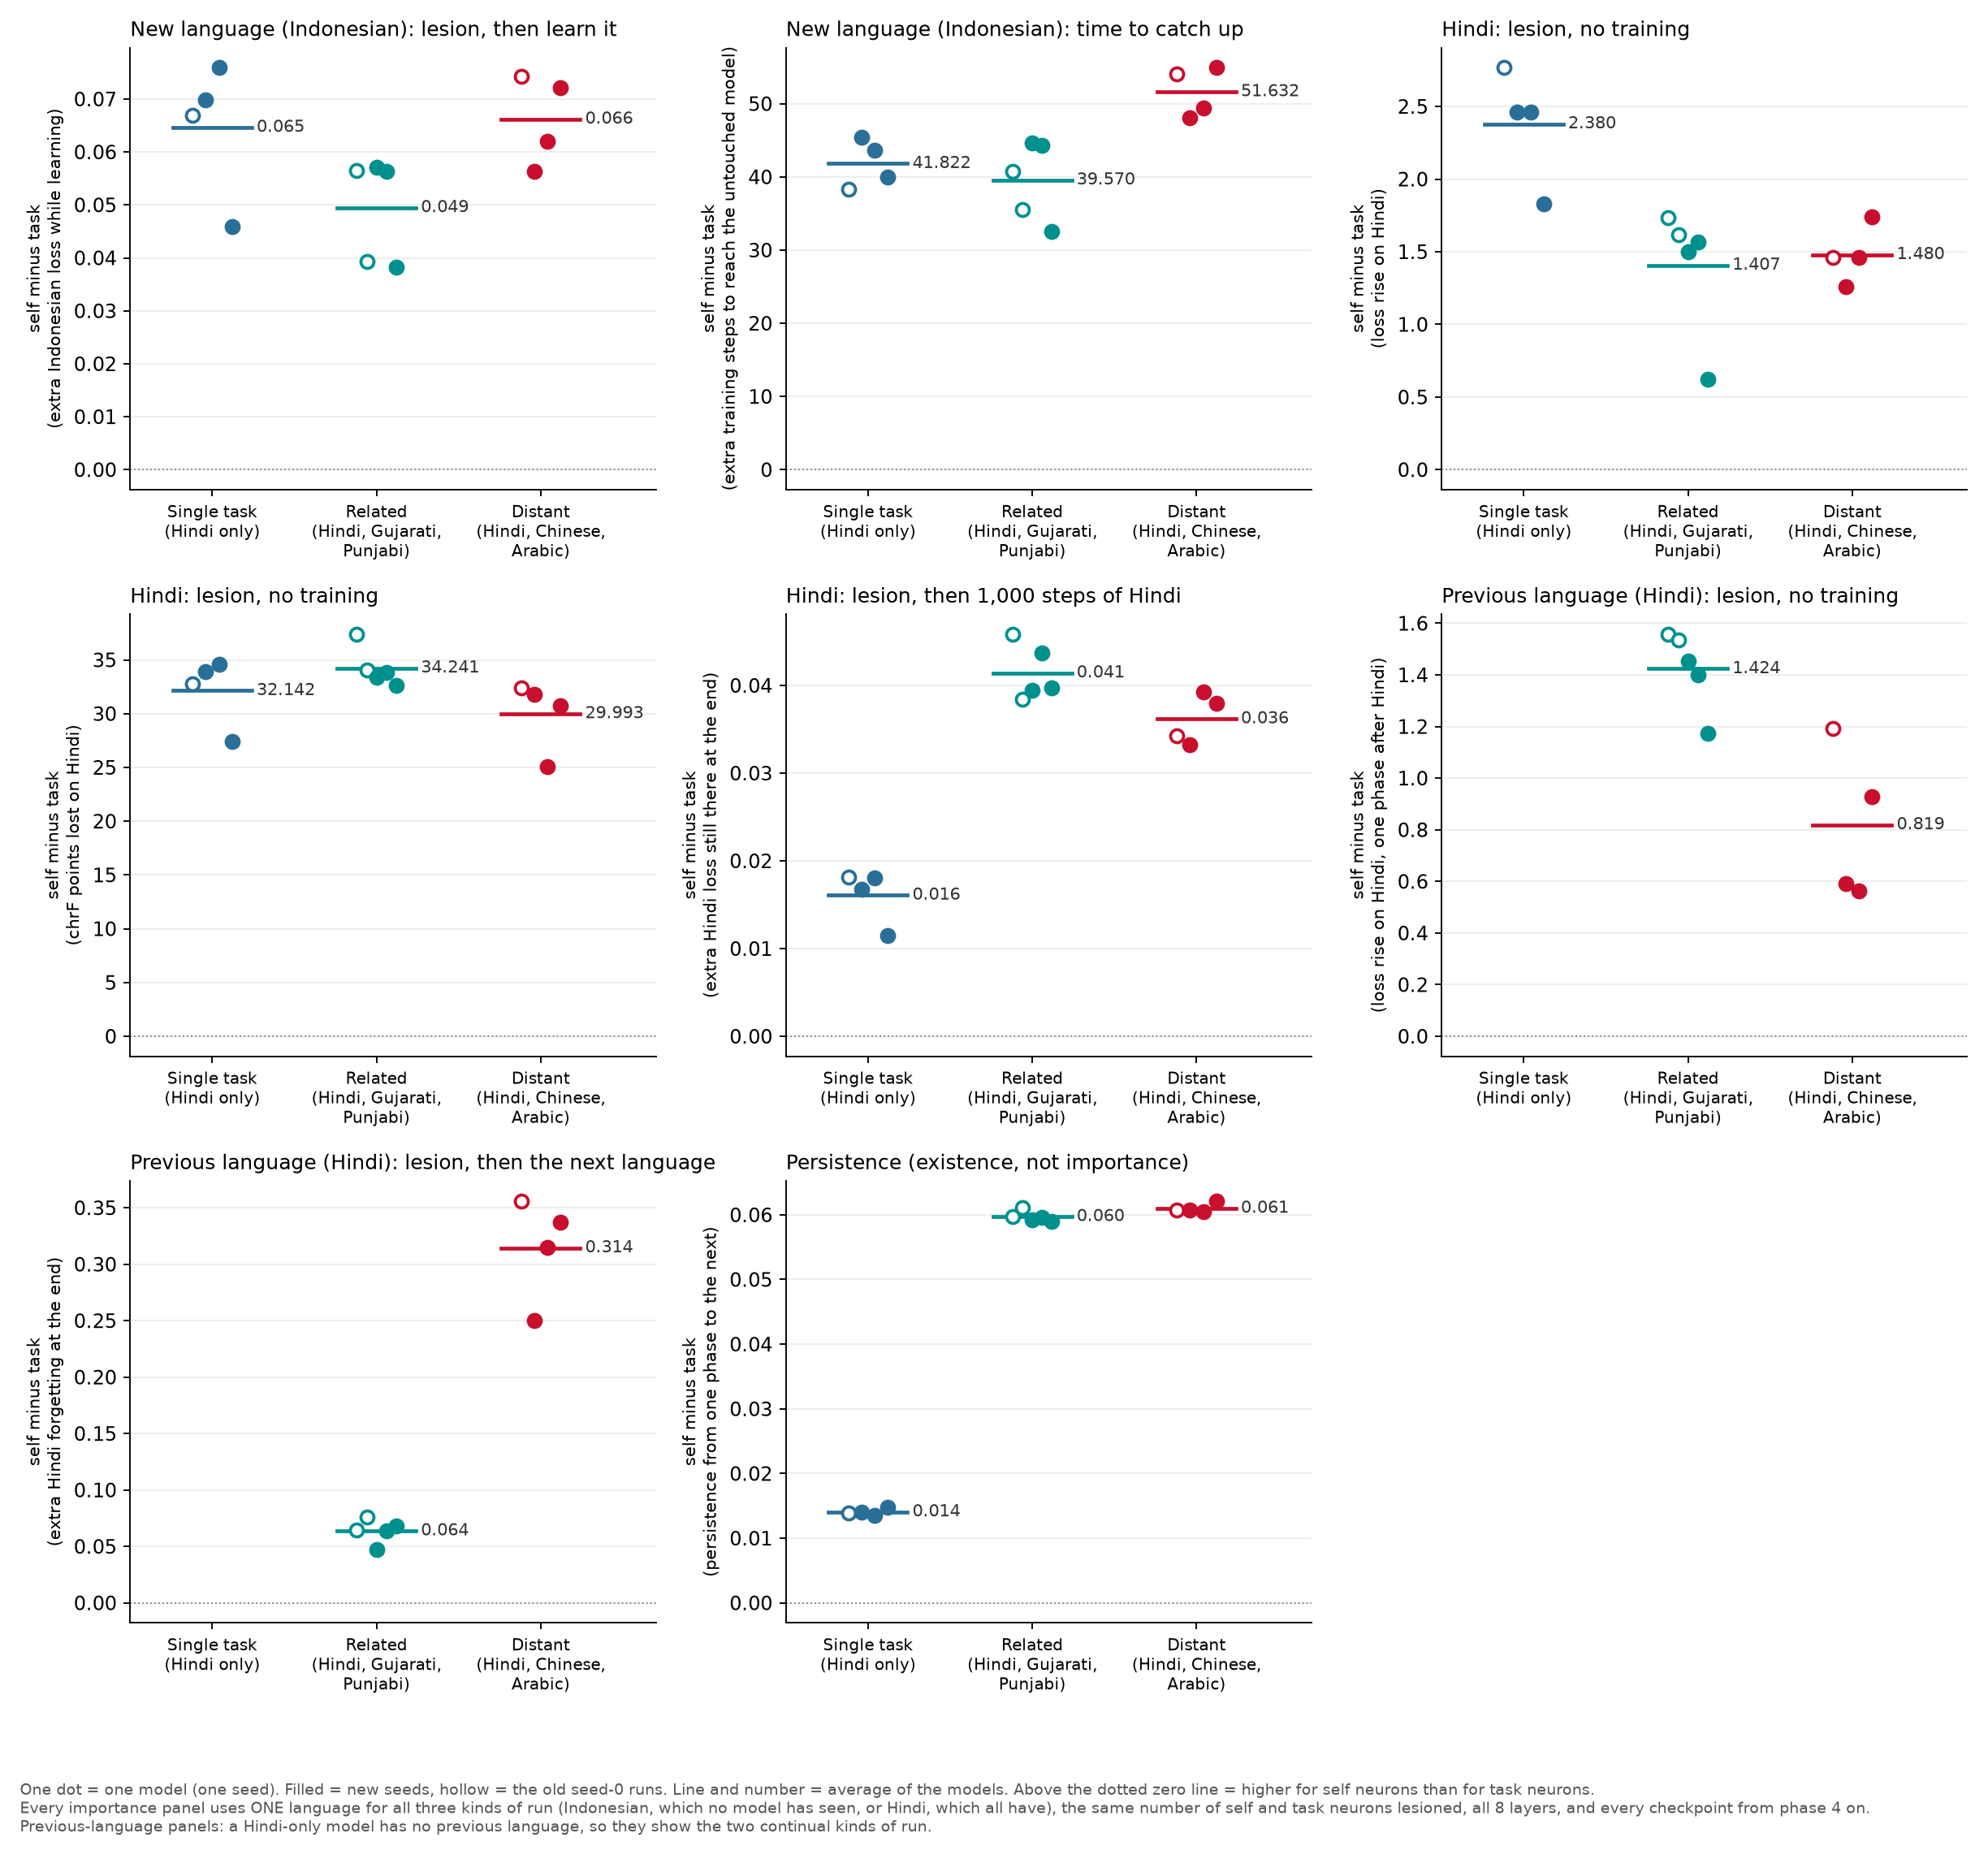 New language (Indonesian): lesion, then learn it
self minus task
(extra Indonesian loss while learning)
0.07
0.06
0.05
0.04
0.03
0.02
0.01
0.00
0.065
0.049
0.066
Single task
(Hindi only)
Related
(Hindi, Gujarati,
Punjabi)
Distant
(Hindi, Chinese,
Arabic)
New language (Indonesian): time to catch up
self minus task
(extra training steps to reach the untouched model)
50
40
30
20
10
0
41.822
39.570
51.632
Single task
(Hindi only)
Related
(Hindi, Gujarati,
Punjabi)
Distant
(Hindi, Chinese,
Arabic)
Hindi: lesion, no training
self minus task
(loss rise on Hindi)
2.5
2.0
1.5
1.0
0.5
0.0
2.380
1.407
1.480
Single task
(Hindi only)
Related
(Hindi, Gujarati,
Punjabi)
Distant
(Hindi, Chinese,
Arabic)
Hindi: lesion, no training
self minus task
(chrF points lost on Hindi)
35
30
25
20
15
10
5
0
32.142
34.241
29.993
Single task
(Hindi only)
Related
(Hindi, Gujarati,
Punjabi)
Distant
(Hindi, Chinese,
Arabic)
Hindi: lesion, then 1,000 steps of Hindi
self minus task
(extra Hindi loss still there at the end)
0.04
0.03
0.02
0.01
0.00
0.016
0.041
0.036
Single task
(Hindi only)
Related
(Hindi, Gujarati,
Punjabi)
Distant
(Hindi, Chinese,
Arabic)
Previous language (Hindi): lesion, no training
self minus task
(loss rise on Hindi, one phase after Hindi)
1.6
1.4
1.2
1.0
0.8
0.6
0.4
0.2
0.0
1.424
0.819
Single task
(Hindi only)
Related
(Hindi, Gujarati,
Punjabi)
Distant
(Hindi, Chinese,
Arabic)
Previous language (Hindi): lesion, then the next language
self minus task
(extra Hindi forgetting at the end)
0.35
0.30
0.25
0.20
0.15
0.10
0.05
0.00
0.064
0.314
Single task
(Hindi only)
Related
(Hindi, Gujarati,
Punjabi)
Distant
(Hindi, Chinese,
Arabic)
Persistence (existence, not importance)
self minus task
(persistence from one phase to the next)
0.06
0.05
0.04
0.03
0.02
0.01
0.00
0.014
0.060
0.061
Single task
(Hindi only)
Related
(Hindi, Gujarati,
Punjabi)
Distant
(Hindi, Chinese,
Arabic)
One dot = one model (one seed). Filled = new seeds, hollow = the old seed-0 runs. Line and number = average of the models. Above the dotted zero line = higher for self neurons than for task neurons.
Every importance panel uses ONE language for all three kinds of run (Indonesian, which no model has seen, or Hindi, which all have), the same number of self and task neurons lesioned, all 8 layers, and every checkpoint from phase 4 on.
Previous-language panels: a Hindi-only model has no previous language, so they show the two continual kinds of run.